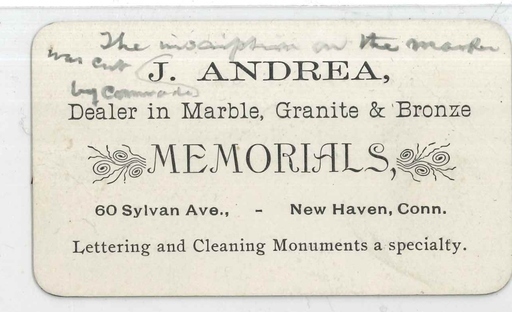 The inscription on the marker
was cut
by comrade
J. ANDREA,
Dealer in Marble, Granite & Bronze
MEMORIALS,
60 Sylvan Ave., - New Haven, Conn.
Lettering and Cleaning Monuments a specialty.